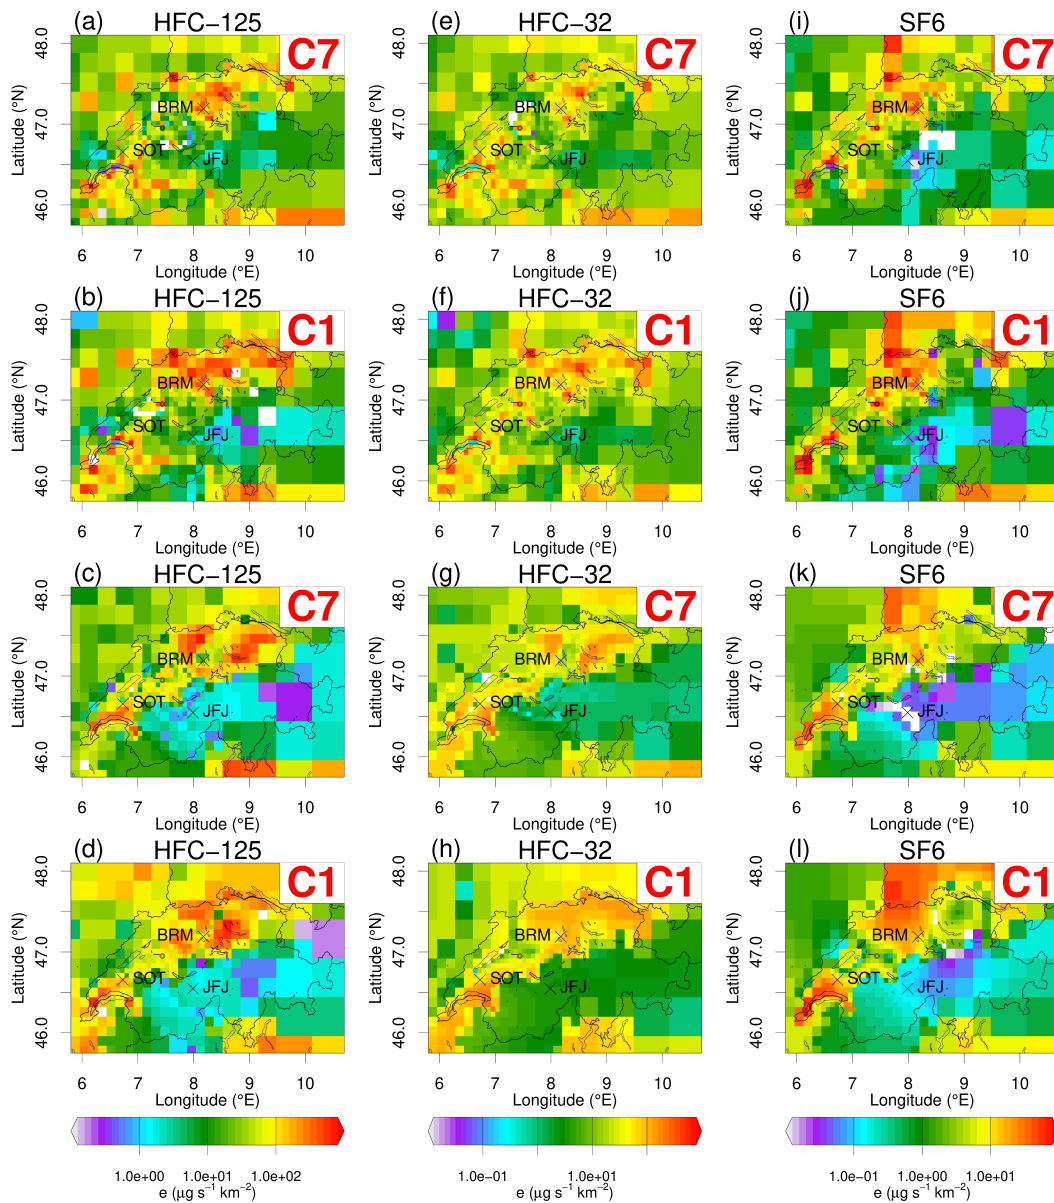 (a) HFC−125 (e) HFC−32 (i) SF6
C7 C7 C7
BRM SOT JFJ BRM SOT JFJ BRM SOT JFJ
Latitude (°N) 46.0 47.0 48.0 Latitude (°N) 46.0 47.0 48.0 Latitude (°N) 46.0 47.0 48.0
6 7 8 9 10 6 7 8 9 10 6 7 8 9 10
Longitude (°E) Longitude (°E) Longitude (°E)
(b) HFC−125 (f) HFC−32 (j) SF6
C1 C1 C1
BRM SOT JFJ BRM SOT JFJ BRM SOT JFJ
Latitude (°N) 46.0 47.0 48.0 Latitude (°N) 46.0 47.0 48.0 Latitude (°N) 46.0 47.0 48.0
6 7 8 9 10 6 7 8 9 10 6 7 8 9 10
Longitude (°E) Longitude (°E) Longitude (°E)
(c) HFC−125 (g) HFC−32 (k) SF6
C7 C7 C7
BRM SOT JFJ BRM SOT JFJ BRM SOT JFJ
Latitude (°N) 46.0 47.0 48.0 Latitude (°N) 46.0 47.0 48.0 Latitude (°N) 46.0 47.0 48.0
6 7 8 9 10 6 7 8 9 10 6 7 8 9 10
Longitude (°E) Longitude (°E) Longitude (°E)
(d) HFC−125 (h) HFC−32 (l) SF6
C1 C1 C1
BRM SOT JFJ BRM SOT JFJ BRM SOT JFJ
Latitude (°N) 46.0 47.0 48.0 Latitude (°N) 46.0 47.0 48.0 Latitude (°N) 46.0 47.0 48.0
6 7 8 9 10 6 7 8 9 10 6 7 8 9 10
Longitude (°E) Longitude (°E) Longitude (°E)
1.0e+00 1.0e+01 1.0e+02 1.0e−01 1.0e+01 1.0e−01 1.0e+01
e (μg s⁻¹ km⁻²) e (μg s⁻¹ km⁻²) e (μg s⁻¹ km⁻²)